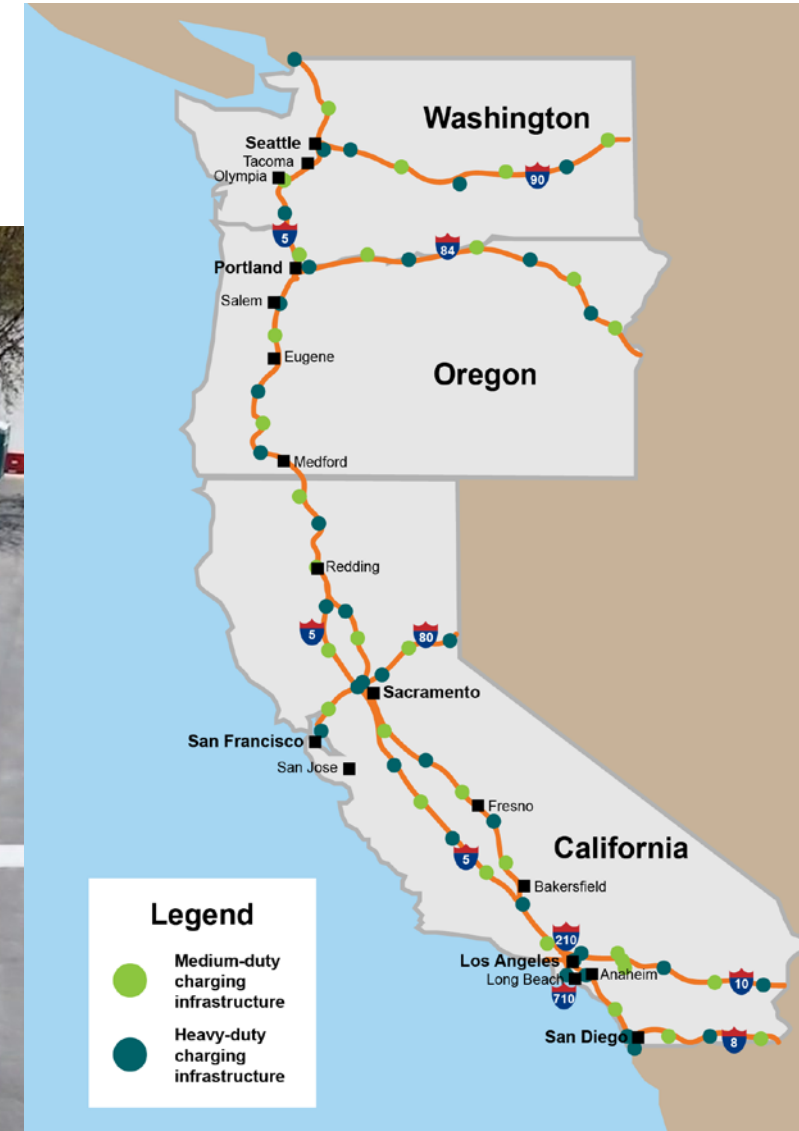 Washington
Seattle
Tacoma
Olympia
90
5
84
Portland
Salem
Eugene
Oregon
Medford
Redding
5
80
Sacramento
San Francisco
San Jose
Fresno
California
5
Bakersfield
210
Los Angeles
Long Beach
Anaheim
710
10
San Diego
8
Legend
Medium-duty
charging
infrastructure
Heavy-duty
charging
infrastructure